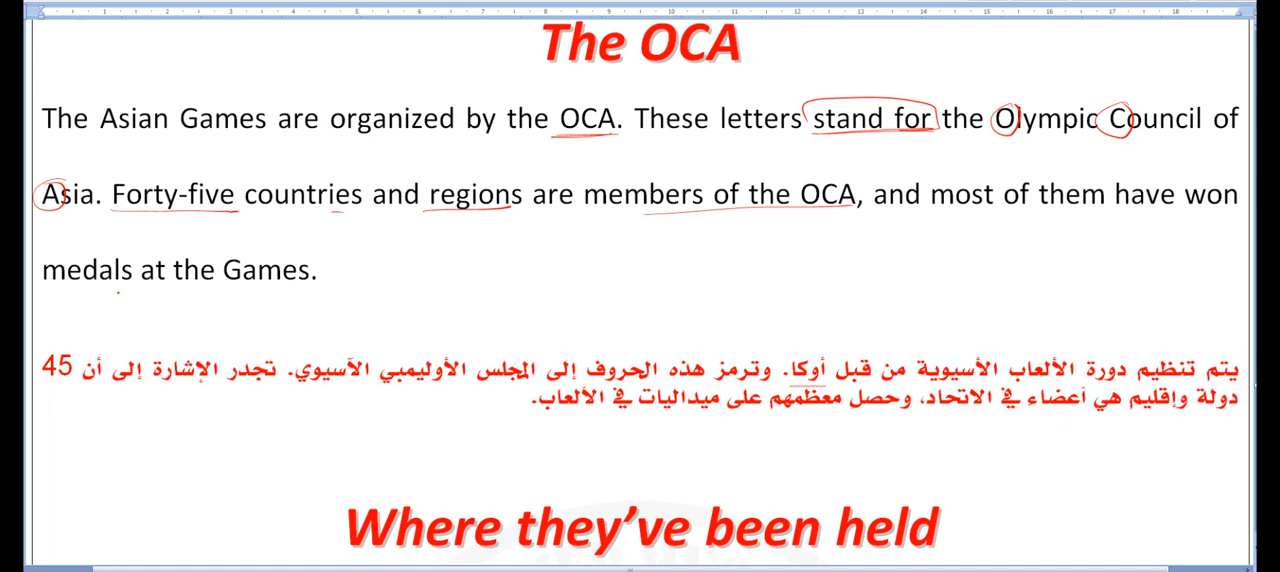 The OCA
The Asian Games are organized by the OCA. These letters stand for the Olympic Council of
Asia. Forty-five countries and regions are members of the OCA, and most of them have won
medals at the Games.
يتم تنظيم دورة الألعاب الأسيوية من قبل أوكا. وترمز هذه الحروف إلى المجلس الأوليمبي الآسيوي. تجدر الإشارة إلى أن 45
دولة وإقليم هي أعضاء في الاتحاد، وحصل معظمهم على ميداليات في الألعاب.
Where they’ve been held